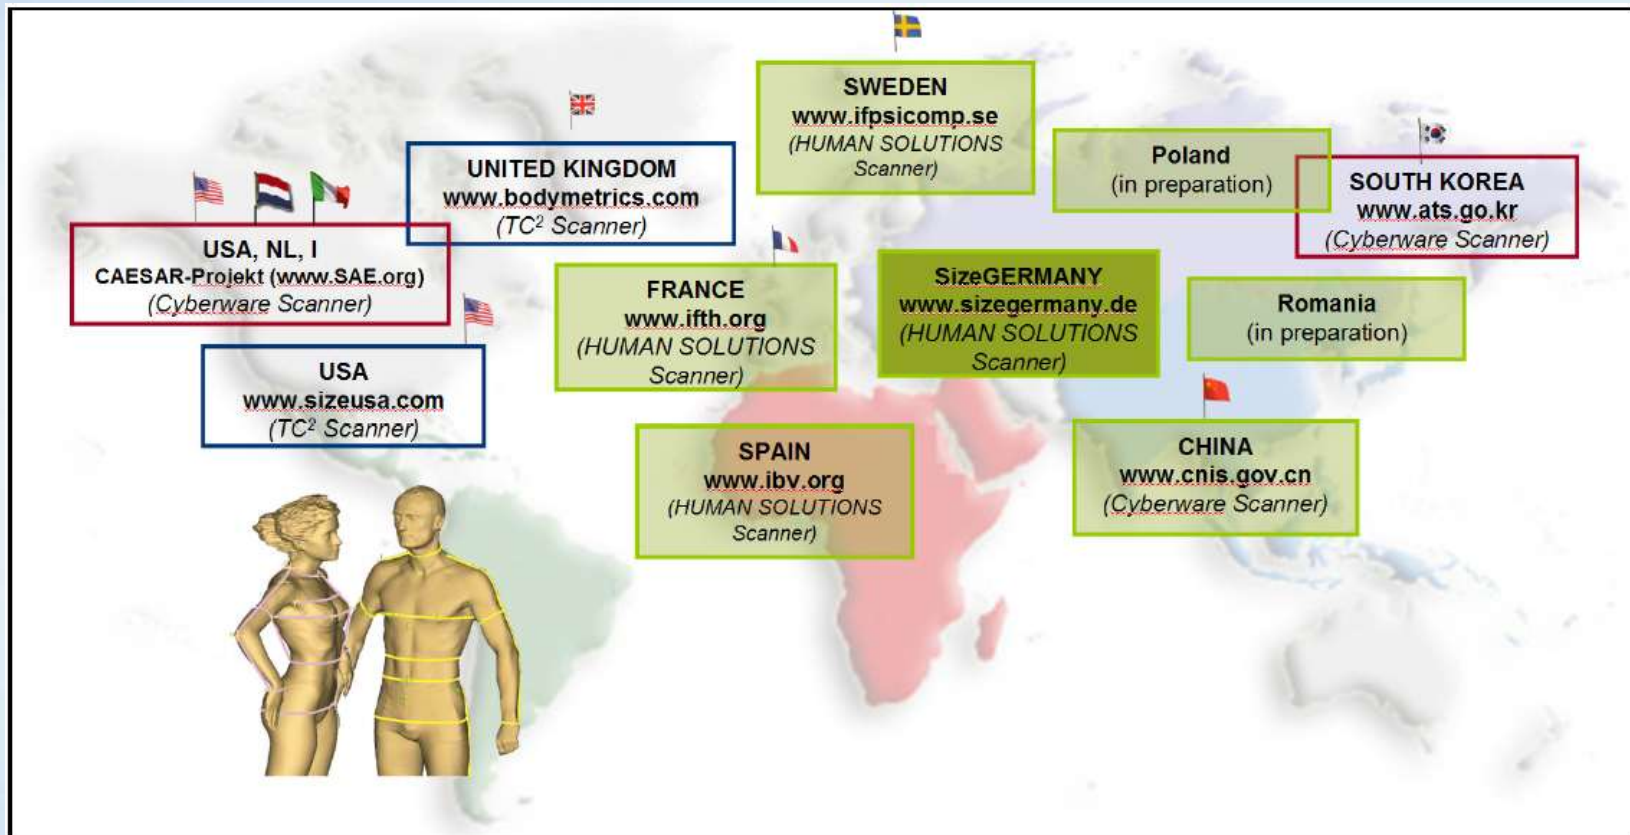 SWEDEN
www.ifpsicomp.se
(HUMAN SOLUTIONS
Scanner)
UNITED KINGDOM
www.bodymetrics.com
(TC² Scanner)
Poland
(in preparation)
SOUTH KOREA
www.ats.go.kr
(Cyberware Scanner)
USA, NL, I
CAESAR-Projekt (www.SAE.org)
(Cyberware Scanner)
FRANCE
www.ifth.org
(HUMAN SOLUTIONS
Scanner)
SizeGERMANY
www.sizegermany.de
(HUMAN SOLUTIONS
Scanner)
Romania
(in preparation)
USA
www.sizeusa.com
(TC² Scanner)
SPAIN
www.ibv.org
(HUMAN SOLUTIONS
Scanner)
CHINA
www.cnis.gov.cn
(Cyberware Scanner)